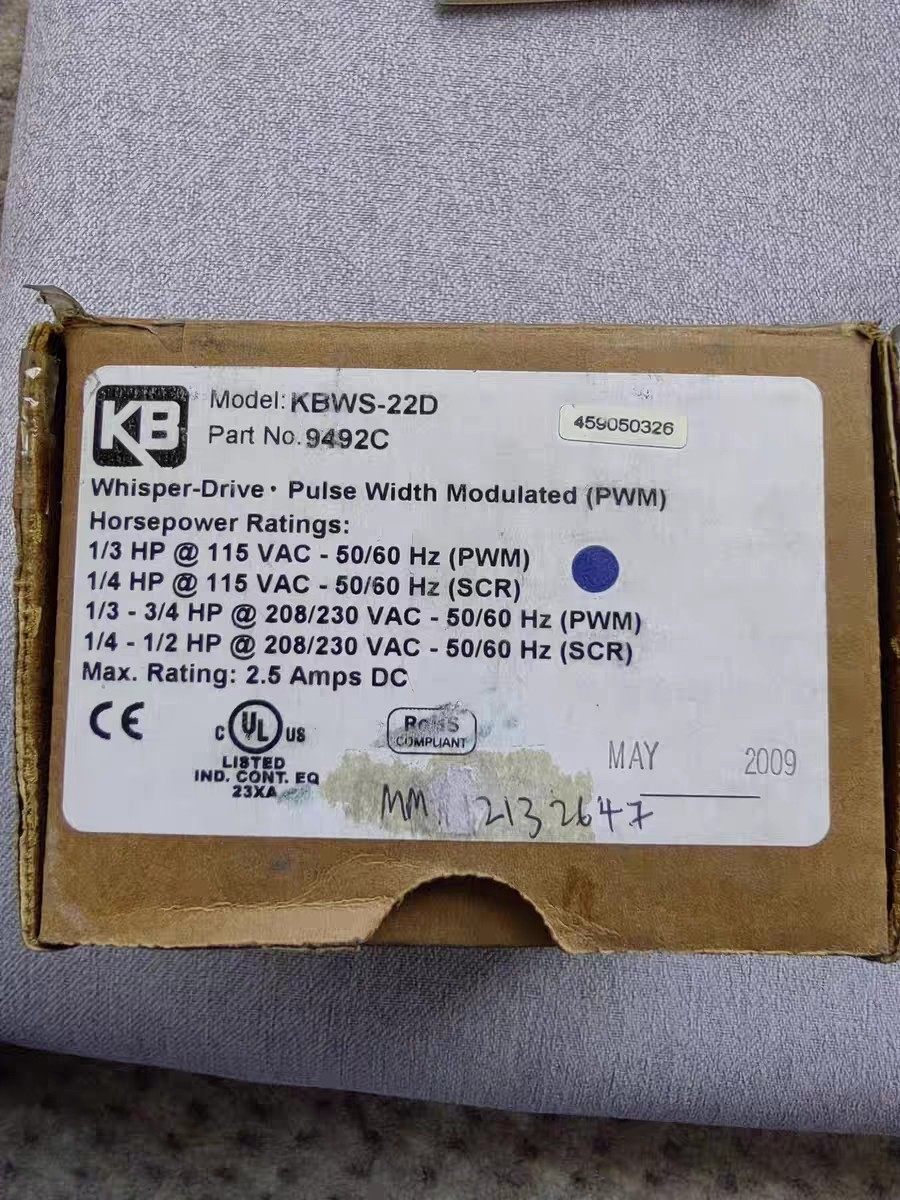 KB
Model: KBWS-22D
Part No. 9492C
459050326
Whisper-Drive · Pulse Width Modulated (PWM)
Horsepower Ratings:
1/3 HP @ 115 VAC - 50/60 Hz (PWM)
1/4 HP @ 115 VAC - 50/60 Hz (SCR)
1/3 - 3/4 HP @ 208/230 VAC - 50/60 Hz (PWM)
1/4 - 1/2 HP @ 208/230 VAC - 50/60 Hz (SCR)
Max. Rating: 2.5 Amps DC
CE
C UL US
LISTED
IND. CONT. EQ
23XA
RoHS
COMPLIANT
MAY 2009
MM 2132647